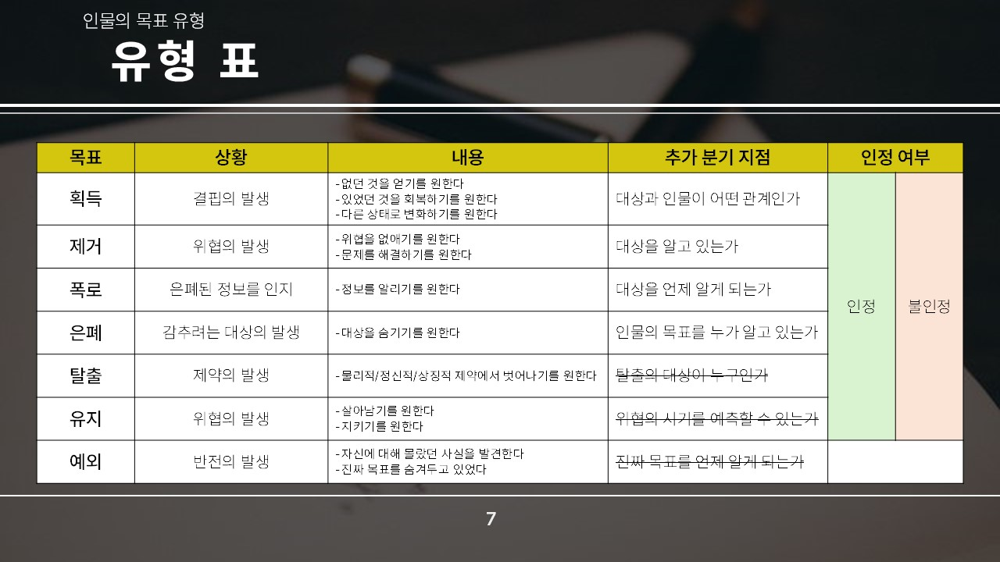 인물의 목표 유형
유형 표
목표 상황 내용 추가 분기 지점 인정 여부
획득 결핍의 발생
-없던 것을 얻기를 원한다
-있었던 것을 회복하기를 원한다
-다른 상태로 변화하기를 원한다
대상과 인물이 어떤 관계인가
제거 위협의 발생
-위협을 없애기를 원한다
-문제를 해결하기를 원한다
대상을 알고 있는가
폭로 은폐된 정보를 인지
-정보를 알리기를 원한다
대상을 언제 알게 되는가
인정 불인정
은폐 감추려는 대상의 발생
-대상을 숨기기를 원한다
인물의 목표를 누가 알고 있는가
탈출 제약의 발생
-물리적/정신적/상징적 제약에서 벗어나기를 원한다
탈출의 대상이 누구인가
유지 위협의 발생
-살아남기를 원한다
-지키기를 원한다
위협의 시기를 예측할 수 있는가
예외 반전의 발생
-자신에 대해 몰랐던 사실을 발견한다
-진짜 목표를 숨겨두고 있었다
진짜 목표를 언제 알게 되는가
7